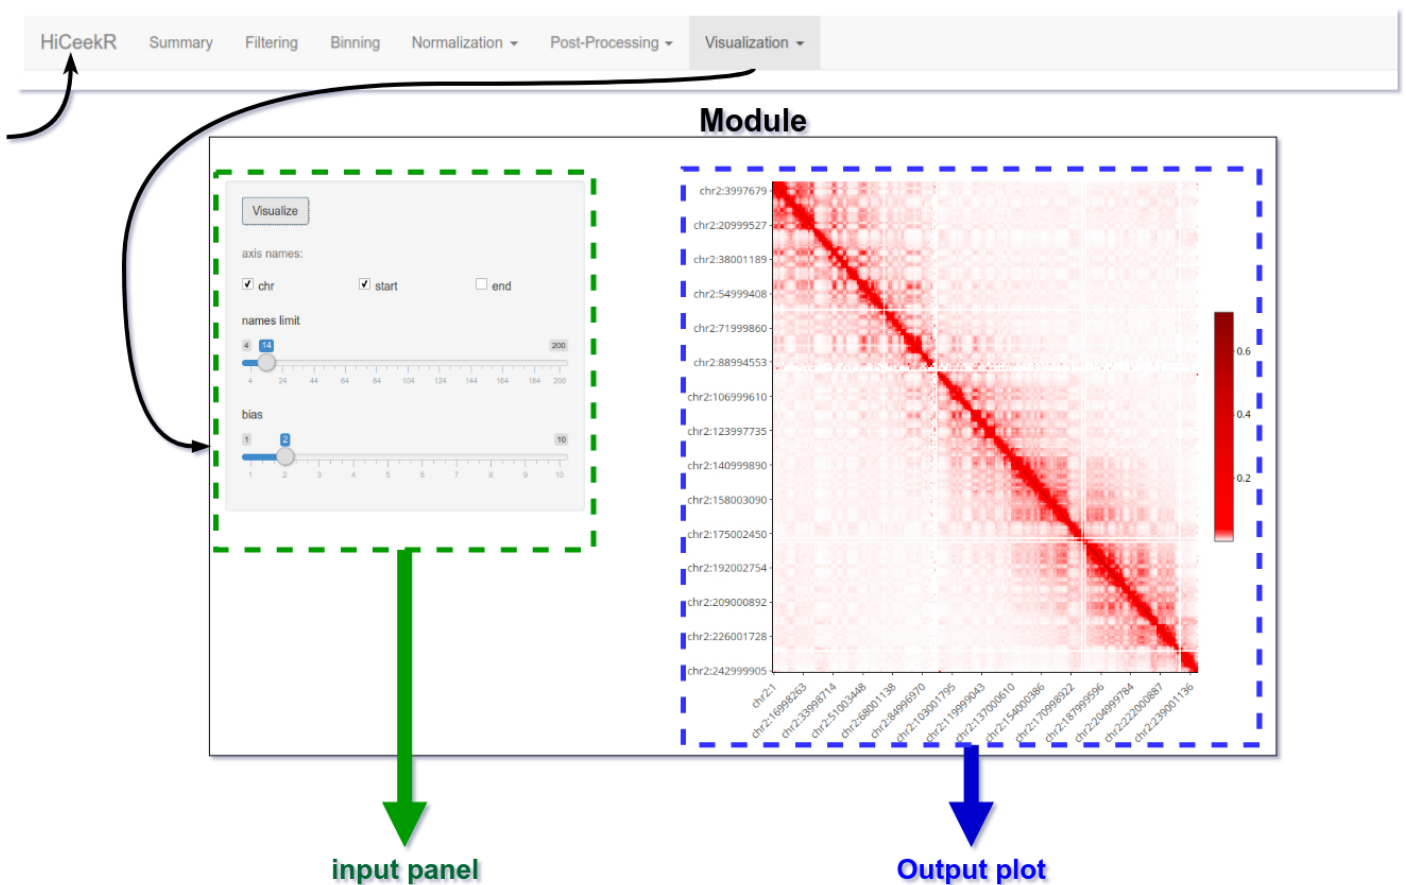 HiCeekR Summary Filtering Binning Normalization Post-Processing Visualization
Module
Visualize
axis names:
chr start end
names limit
4 14 200
4 24 44 64 84 104 124 144 164 184 200
bias
1 2 10
1 2 3 4 5 6 7 8 9 10
chr2:3997679
chr2:20999527
chr2:38001189
chr2:54999408
chr2:71999860
chr2:88994553
chr2:106999610
chr2:123997735
chr2:140999890
chr2:158003090
chr2:175002450
chr2:192002754
chr2:209000892
chr2:226001728
chr2:242999905
chr2:1
chr2:16998263
chr2:33998714
chr2:51003448
chr2:68001138
chr2:84996970
chr2:103001795
chr2:119999043
chr2:137000610
chr2:154000386
chr2:170998922
chr2:187999596
chr2:204999784
chr2:222000887
chr2:239001136
0.6
0.4
0.2
input panel
Output plot